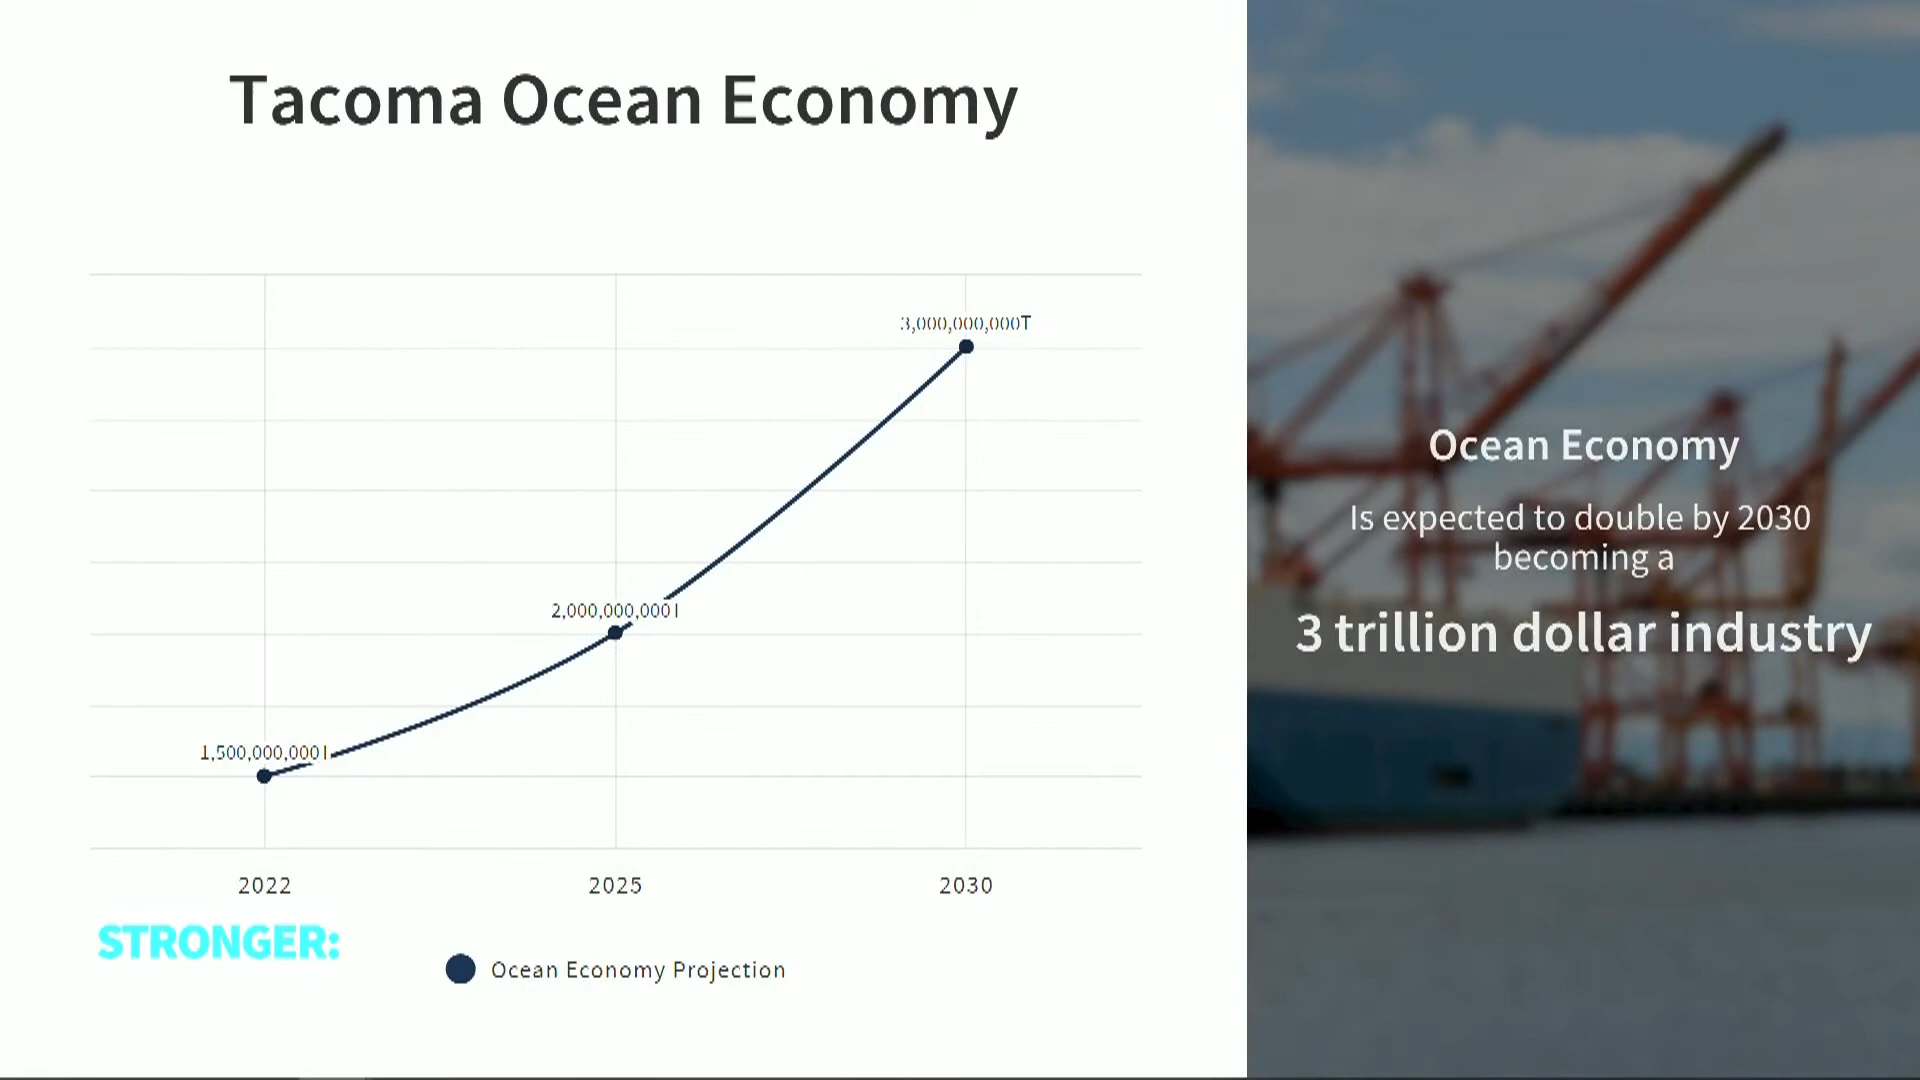 Tacoma Ocean Economy
3,000,000,000T
2,000,000,000T
1,500,000,000T
2022 2025 2030
STRONGER:
Ocean Economy Projection
Ocean Economy
Is expected to double by 2030
becoming a
3 trillion dollar industry